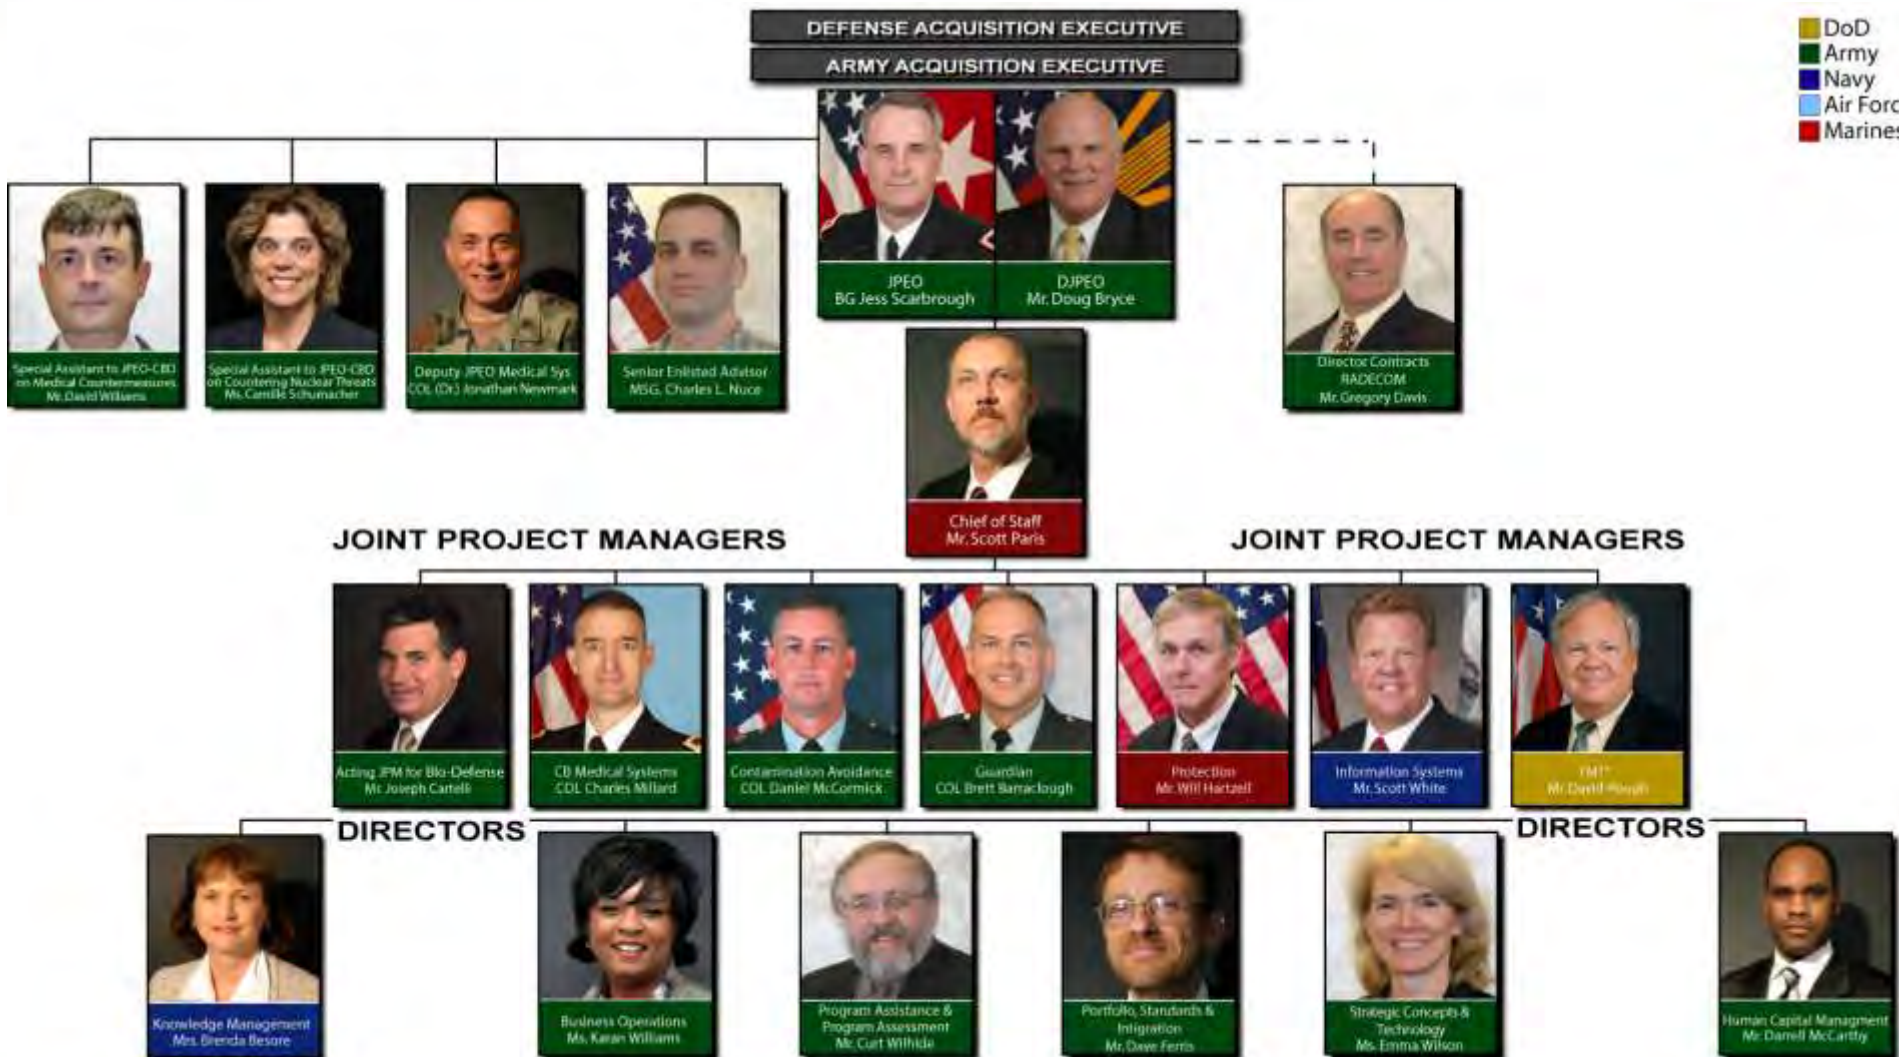 DEFENSE ACQUISITION EXECUTIVE
ARMY ACQUISITION EXECUTIVE
DoD
Army
Navy
Air Forc
Marines
JPEO
BG Jess Scarbrough
DJPEO
Mr. Doug Bryce
Special Assistant to JPEO-CBD
on Medical Countermeasures
Mr. David Williams
Special Assistant to JPEO-CBD
on Countering Nuclear Threats
Ms. Camille Schumacher
Deputy JPEO Medical Sys
COL (Dr.) Jonathan Newmark
Senior Enlisted Advisor
MSG. Charles L. Nuce
Director Contracts
RADECOM
Mr. Gregory Davis
Chief of Staff
Mr. Scott Paris
JOINT PROJECT MANAGERS
JOINT PROJECT MANAGERS
Acting JPM for Bio-Defense
Mr. Joseph Cartelli
CB Medical Systems
COL Charles Millard
Contamination Avoidance
COL Daniel McCormick
Guardian
COL Brett Barraclough
Protection
Mr. Will Hartzell
Information Systems
Mr. Scott White
Mr. David
DIRECTORS
DIRECTORS
Knowledge Management
Mrs. Brenda Besore
Business Operations
Ms. Karan Williams
Program Assistance &
Program Assessment
Mr. Curt Wilhide
Portfolio, Standards &
Intigration
Mr. Dave Ferris
Strategic Concepts &
Technology
Ms. Emma Wilson
Human Capital Managment
Mr. Darrell McCarthy